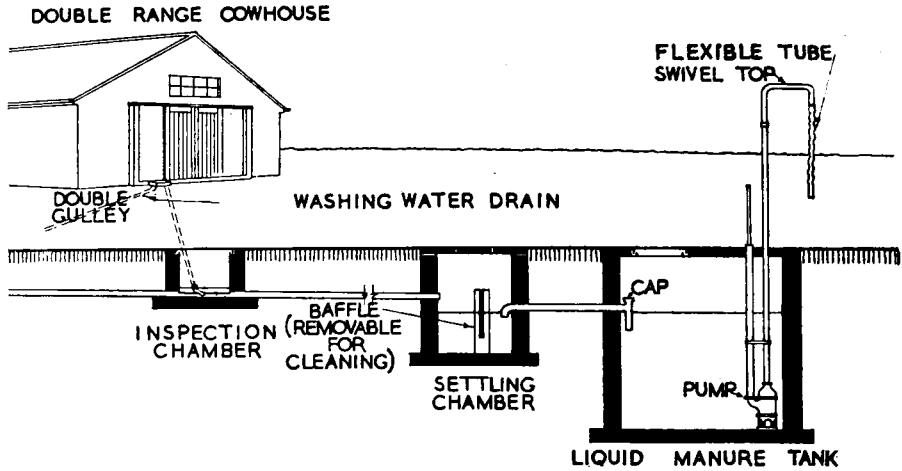 DOUBLE RANGE COWHOUSE
FLEXIBLE TUBE
SWIVEL TOP
DOUBLE
GULLEY
WASHING WATER DRAIN
CAP
BAFFLE
(REMOVABLE
FOR
CLEANING)
INSPECTION
CHAMBER
SETTLING
CHAMBER
PUMP
LIQUID MANURE TANK